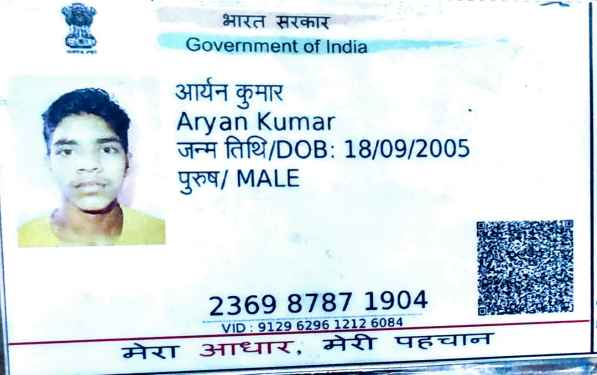 भारत सरकार
Government of India
आर्यन कुमार
Aryan Kumar
जन्म तिथि/DOB: 18/09/2005
पुरुष/ MALE
2369 8787 1904
VID : 9129 6296 1212 6084
मेरा आधार, मेरी पहचान